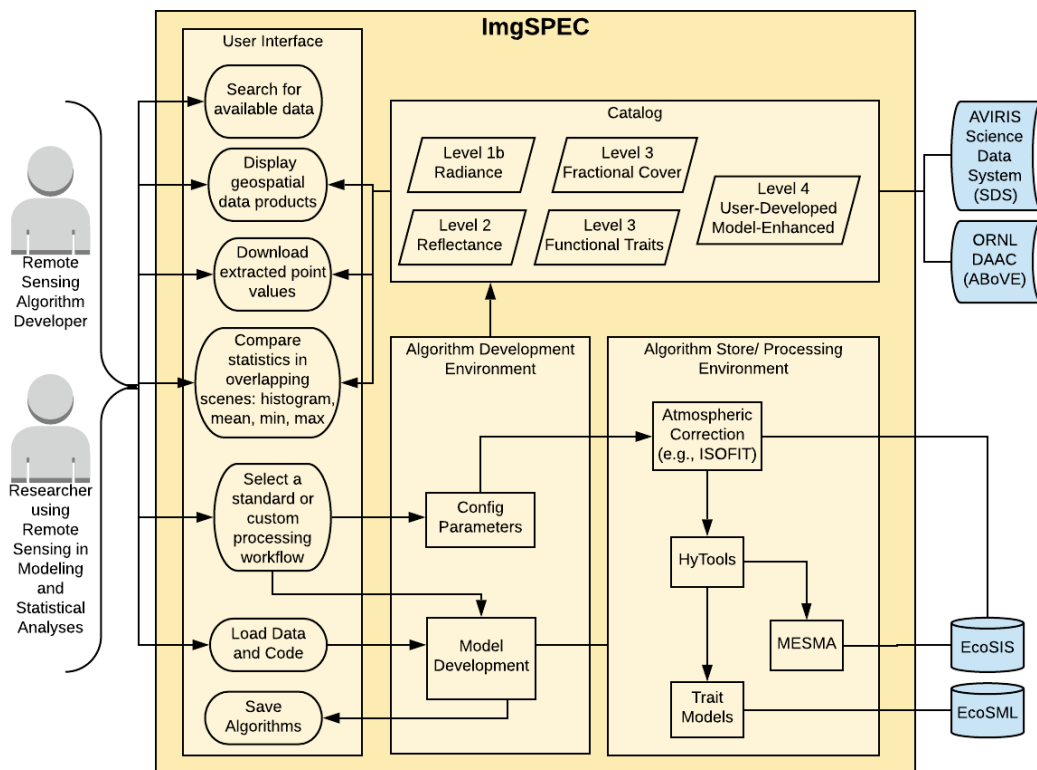 ImgSPEC
User Interface
Search for
available data
Display
geospatial
data products
Download
extracted point
values
Compare
statistics in
overlapping
scenes: histogram,
mean, min, max
Select a
standard or
custom
processing
workflow
Load Data
and Code
Save
Algorithms
Remote
Sensing
Algorithm
Developer
Researcher
using
Remote
Sensing in
Modeling
and
Statistical
Analyses
Catalog
Level 1b
Radiance
Level 3
Fractional Cover
Level 2
Reflectance
Level 3
Functional Traits
Level 4
User-Developed
Model-Enhanced
Algorithm Development
Environment
Config
Parameters
Model
Development
Algorithm Store/ Processing
Environment
Atmospheric
Correction
(e.g., ISOFIT)
HyTools
MESMA
Trait
Models
AVIRIS
Science
Data
System
(SDS)
ORNL
DAAC
(ABoVE)
EcoSIS
EcoSML